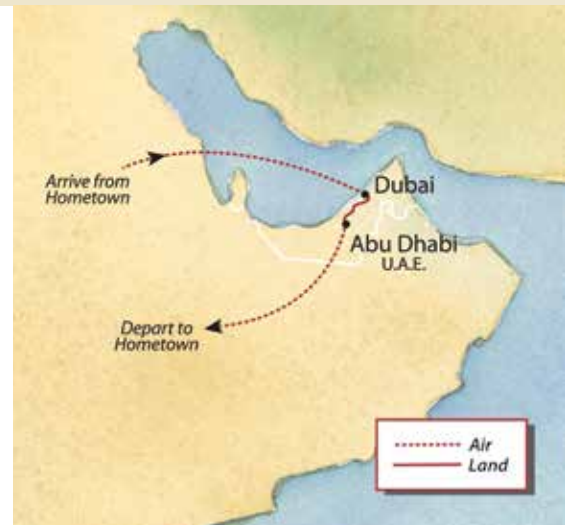 Arrive from
Hometown
Dubai
Abu Dhabi
U.A.E.
Depart to
Hometown
Air
Land